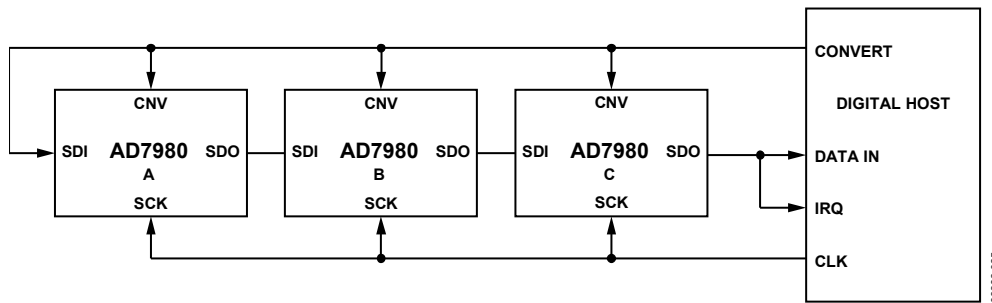 CONVERT
CNV
CNV
CNV
DIGITAL HOST
SDI AD7980 SDO
A
SCK
SDI AD7980 SDO
B
SCK
SDI AD7980 SDO
C
SCK
DATA IN
IRQ
CLK